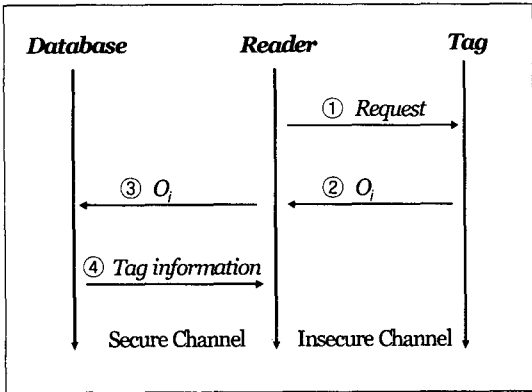 Database Reader Tag
① Request
③ Oᵢ ② Oᵢ
④ Tag information
Secure Channel Insecure Channel